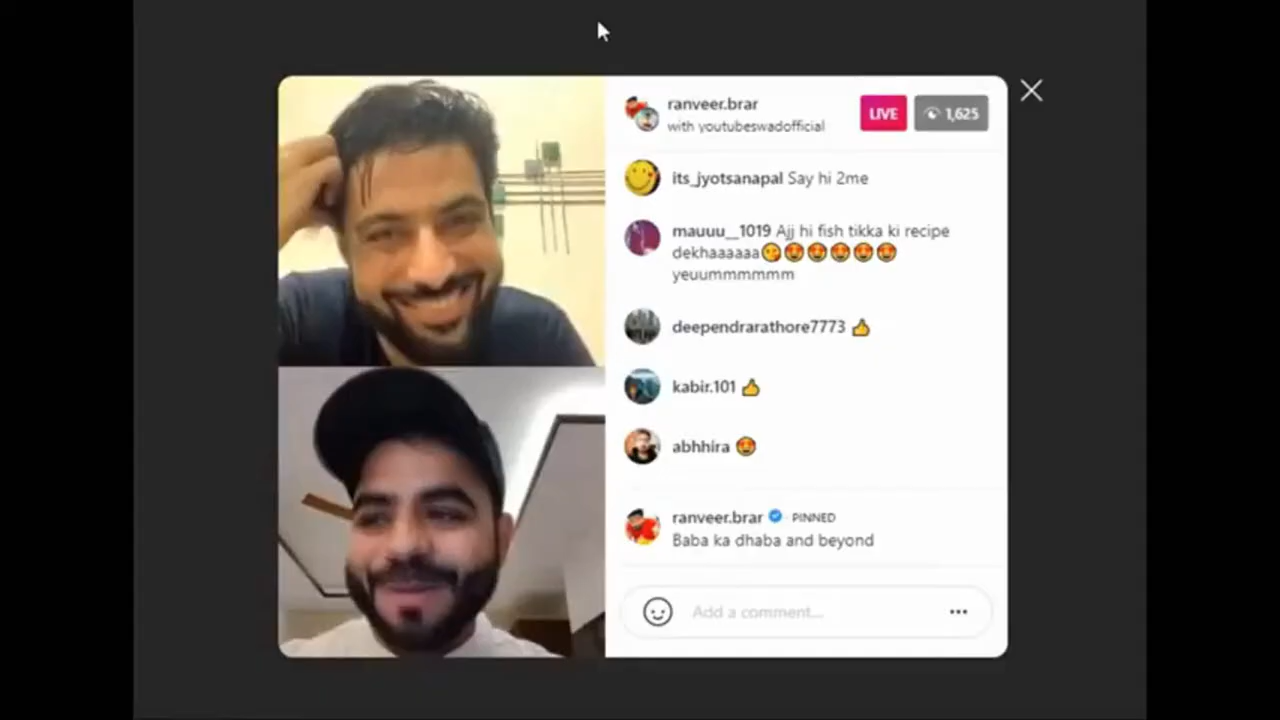 ranveer.brar
with youtubeswadofficial
LIVE
1,625
its_jyotsanapal Say hi 2me
mauuu__1019 Ajj hi fish tikka ki recipe
dekhaaaaaa😘😍😍😍😍😍
yeuummmmmm
deependrarathore7773 👍
kabir.101 👍
abhhira 😍
ranveer.brar · PINNED
Baba ka dhaba and beyond
Add a comment...